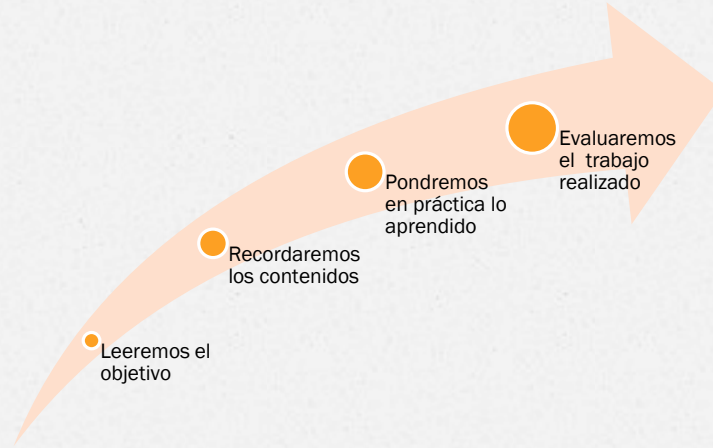 Leeremos el
objetivo
Recordaremos
los contenidos
Pondremos
en práctica lo
aprendido
Evaluaremos
el  trabajo
realizado